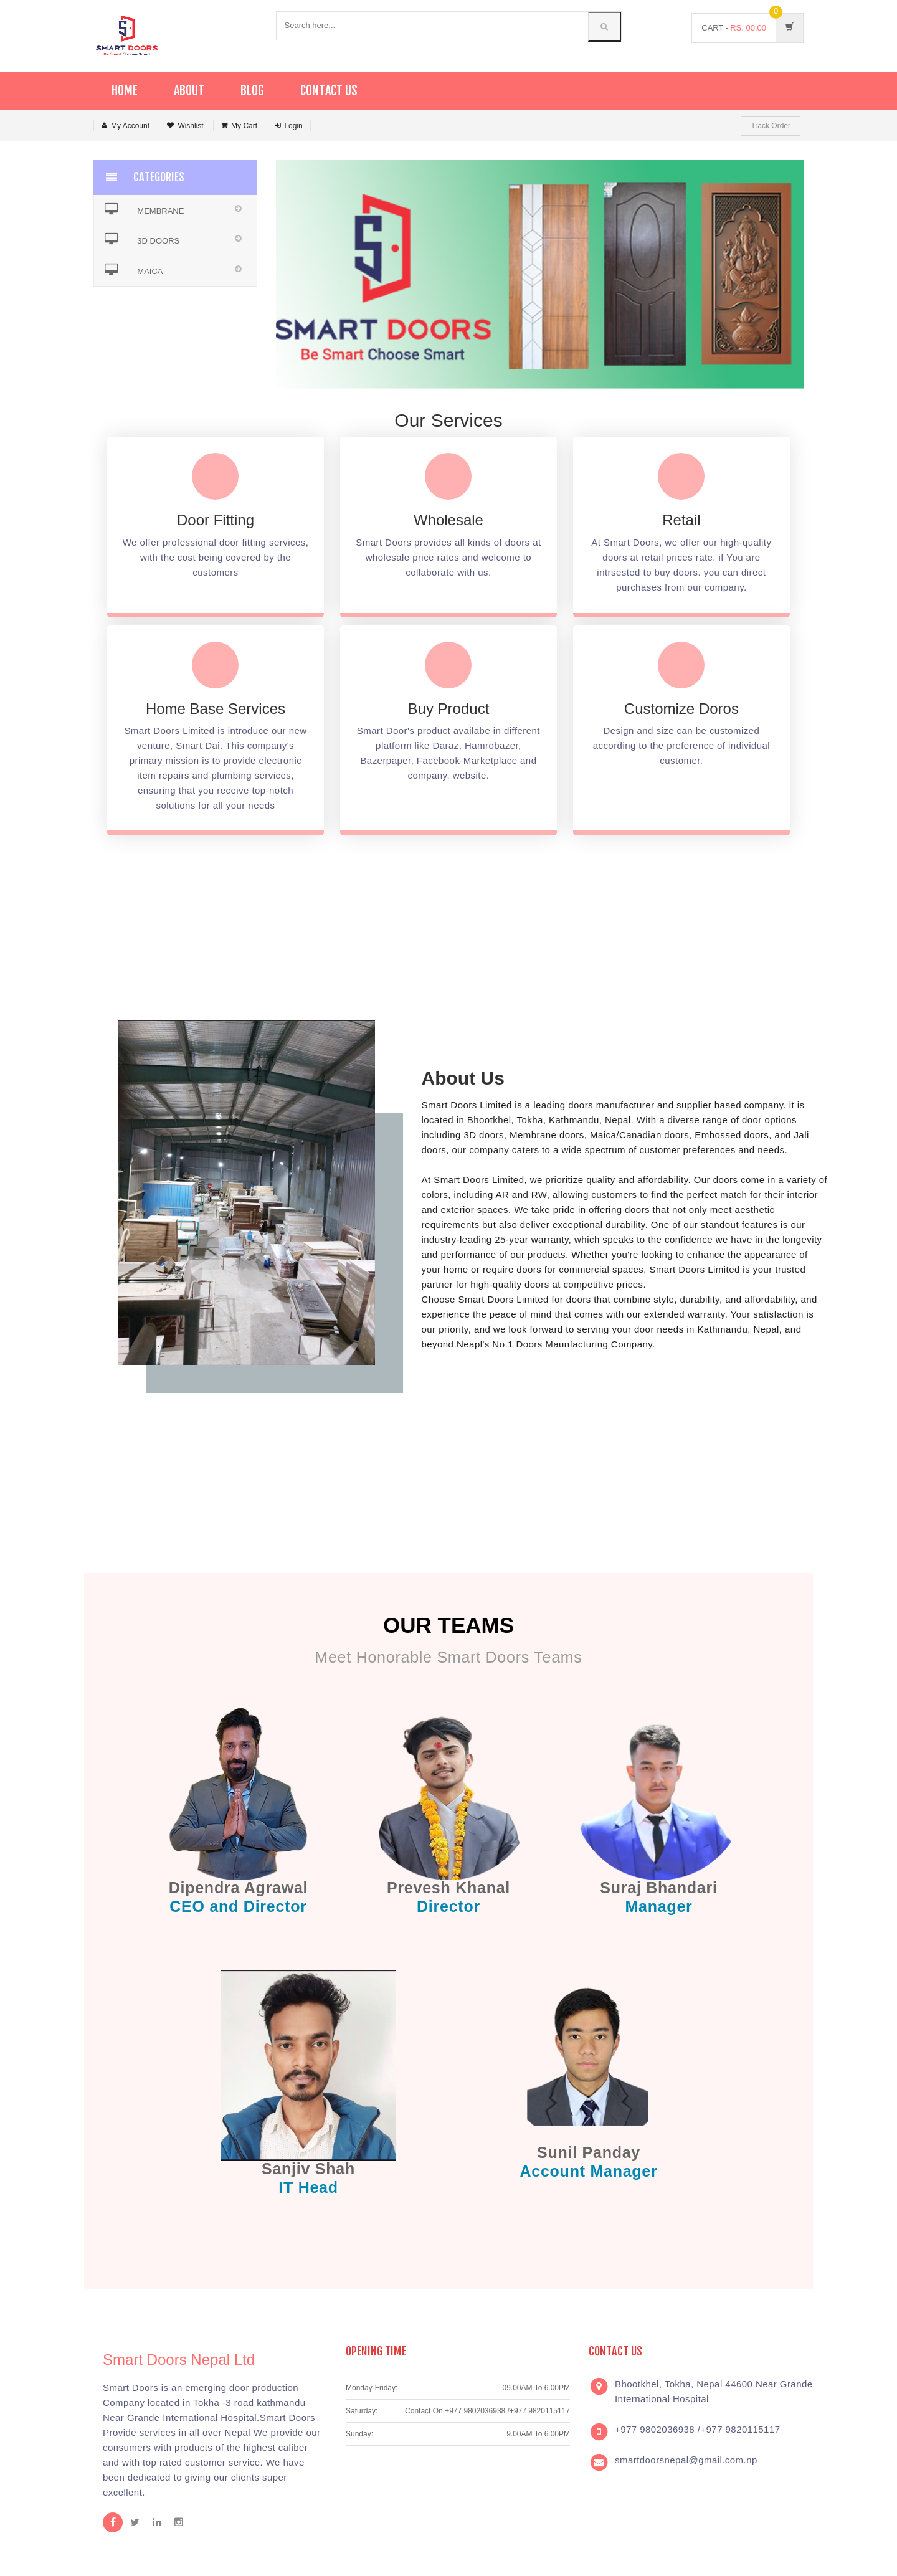 SMART DOORS
Be Smart Choose Smart
Search here...
0
CART - RS. 00.00
HOME ABOUT BLOG CONTACT US
My Account Wishlist My Cart Login
Track Order
CATEGORIES
MEMBRANE
3D DOORS
MAICA
SMART DOORS
Be Smart Choose Smart
Our Services
Door Fitting
We offer professional door fitting services,
with the cost being covered by the
customers
Wholesale
Smart Doors provides all kinds of doors at
wholesale price rates and welcome to
collaborate with us.
Retail
At Smart Doors, we offer our high-quality
doors at retail prices rate. if You are
intrsested to buy doors. you can direct
purchases from our company.
Home Base Services
Smart Doors Limited is introduce our new
venture, Smart Dai. This company's
primary mission is to provide electronic
item repairs and plumbing services,
ensuring that you receive top-notch
solutions for all your needs
Buy Product
Smart Door's product availabe in different
platform like Daraz, Hamrobazer,
Bazerpaper, Facebook-Marketplace and
company. website.
Customize Doros
Design and size can be customized
according to the preference of individual
customer.
About Us
Smart Doors Limited is a leading doors manufacturer and supplier based company. it is
located in Bhootkhel, Tokha, Kathmandu, Nepal. With a diverse range of door options
including 3D doors, Membrane doors, Maica/Canadian doors, Embossed doors, and Jali
doors, our company caters to a wide spectrum of customer preferences and needs.
At Smart Doors Limited, we prioritize quality and affordability. Our doors come in a variety of
colors, including AR and RW, allowing customers to find the perfect match for their interior
and exterior spaces. We take pride in offering doors that not only meet aesthetic
requirements but also deliver exceptional durability. One of our standout features is our
industry-leading 25-year warranty, which speaks to the confidence we have in the longevity
and performance of our products. Whether you're looking to enhance the appearance of
your home or require doors for commercial spaces, Smart Doors Limited is your trusted
partner for high-quality doors at competitive prices.
Choose Smart Doors Limited for doors that combine style, durability, and affordability, and
experience the peace of mind that comes with our extended warranty. Your satisfaction is
our priority, and we look forward to serving your door needs in Kathmandu, Nepal, and
beyond.Neapl's No.1 Doors Maunfacturing Company.
OUR TEAMS
Meet Honorable Smart Doors Teams
Dipendra Agrawal
CEO and Director
Prevesh Khanal
Director
Suraj Bhandari
Manager
Sanjiv Shah
IT Head
Sunil Panday
Account Manager
Smart Doors Nepal Ltd
Smart Doors is an emerging door production
Company located in Tokha -3 road kathmandu
Near Grande International Hospital.Smart Doors
Provide services in all over Nepal We provide our
consumers with products of the highest caliber
and with top rated customer service. We have
been dedicated to giving our clients super
excellent.
OPENING TIME
Monday-Friday: 09.00AM To 6.00PM
Saturday: Contact On +977 9802036938 /+977 9820115117
Sunday: 9.00AM To 6.00PM
CONTACT US
Bhootkhel, Tokha, Nepal 44600 Near Grande
International Hospital
+977 9802036938 /+977 9820115117
smartdoorsnepal@gmail.com.np